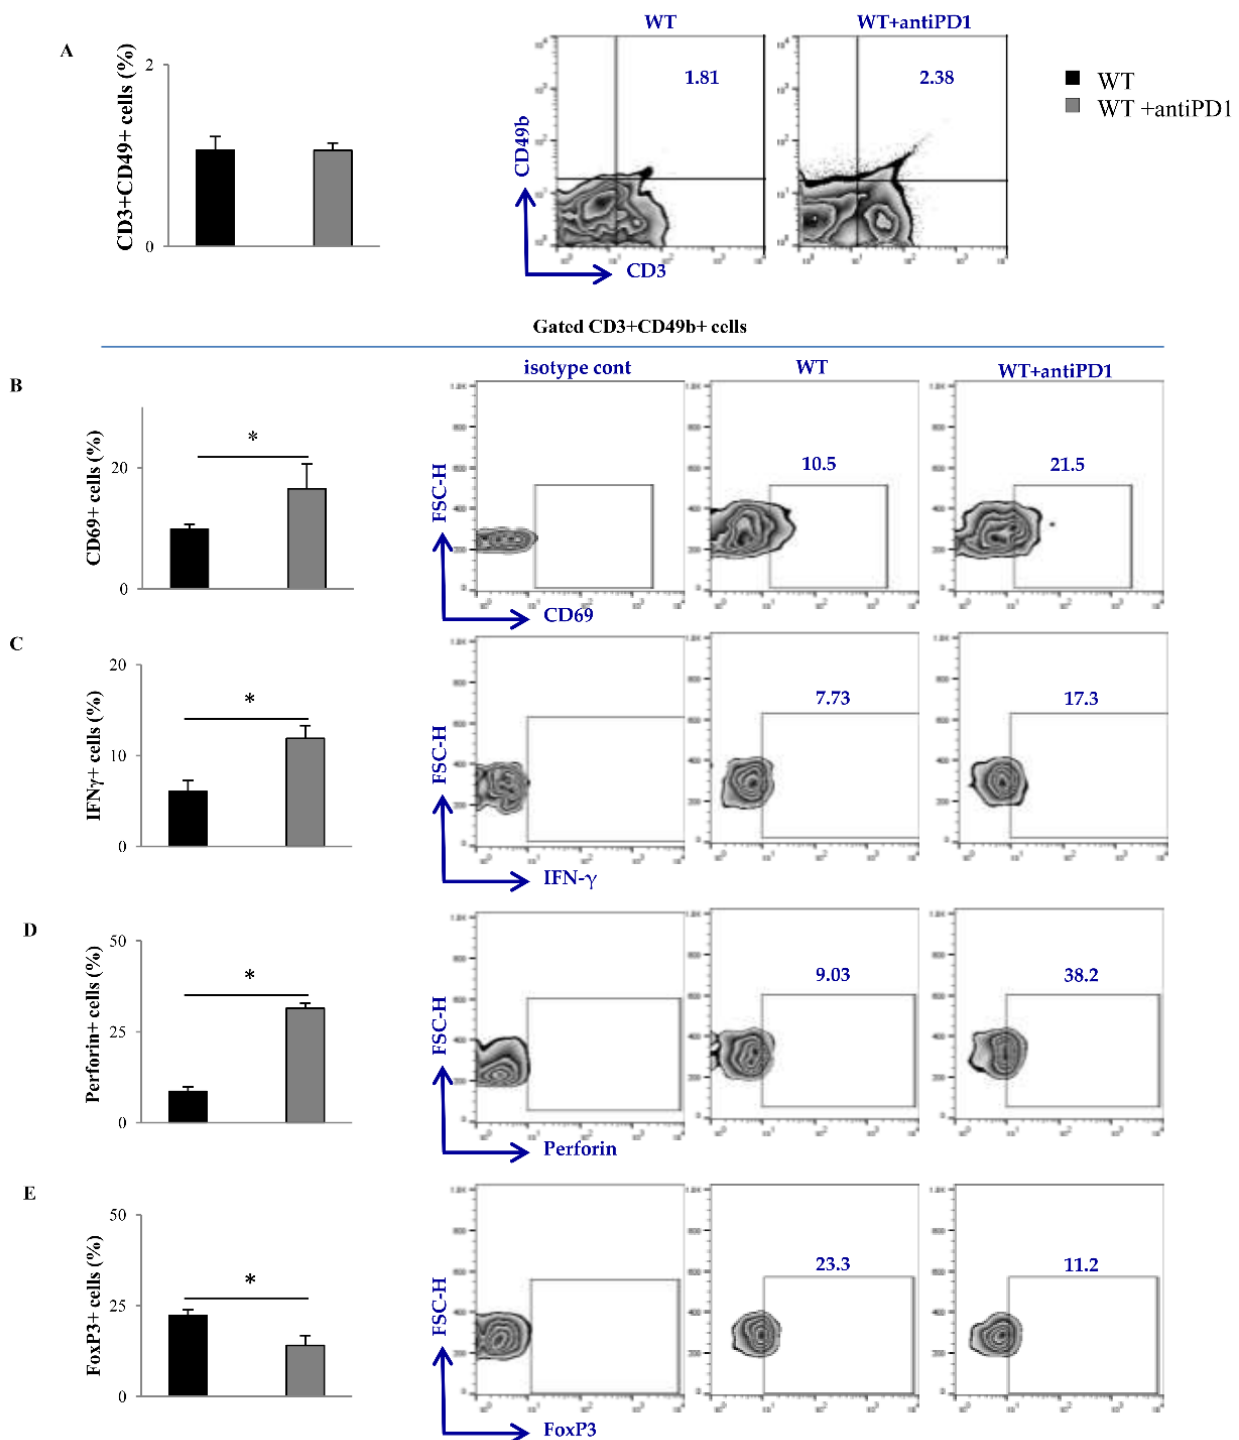 A
CD3+CD49+ cells (%)
2
1
0
WT
WT+antiPD1
1.81
2.38
CD49b
CD3
WT
WT +antiPD1
Gated CD3+CD49b+ cells
B
CD69+ cells (%)
20
0
*
isotype cont
WT
WT+antiPD1
10.5
21.5
FSC-H
CD69
C
IFNγ+ cells (%)
20
10
0
*
7.73
17.3
FSC-H
IFN-γ
D
Perforin+ cells (%)
50
25
0
*
9.03
38.2
FSC-H
Perforin
E
FoxP3+ cells (%)
50
25
0
*
23.3
11.2
FSC-H
FoxP3